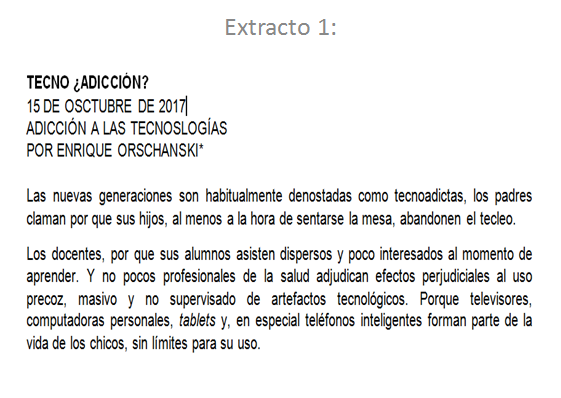 Extracto 1:
TECNO ¿ADICCIÓN?
15 DE OSCTUBRE DE 2017
ADICCIÓN A LAS TECNOSLOGÍAS
POR ENRIQUE ORSCHANSKI*
Las nuevas generaciones son habitualmente denostadas como tecnoadictas, los padres
claman por que sus hijos, al menos a la hora de sentarse la mesa, abandonen el tecleo.
Los docentes, por que sus alumnos asisten dispersos y poco interesados al momento de
aprender. Y no pocos profesionales de la salud adjudican efectos perjudiciales al uso
precoz, masivo y no supervisado de artefactos tecnológicos. Porque televisores,
computadoras personales, tablets y, en especial teléfonos inteligentes forman parte de la
vida de los chicos, sin límites para su uso.